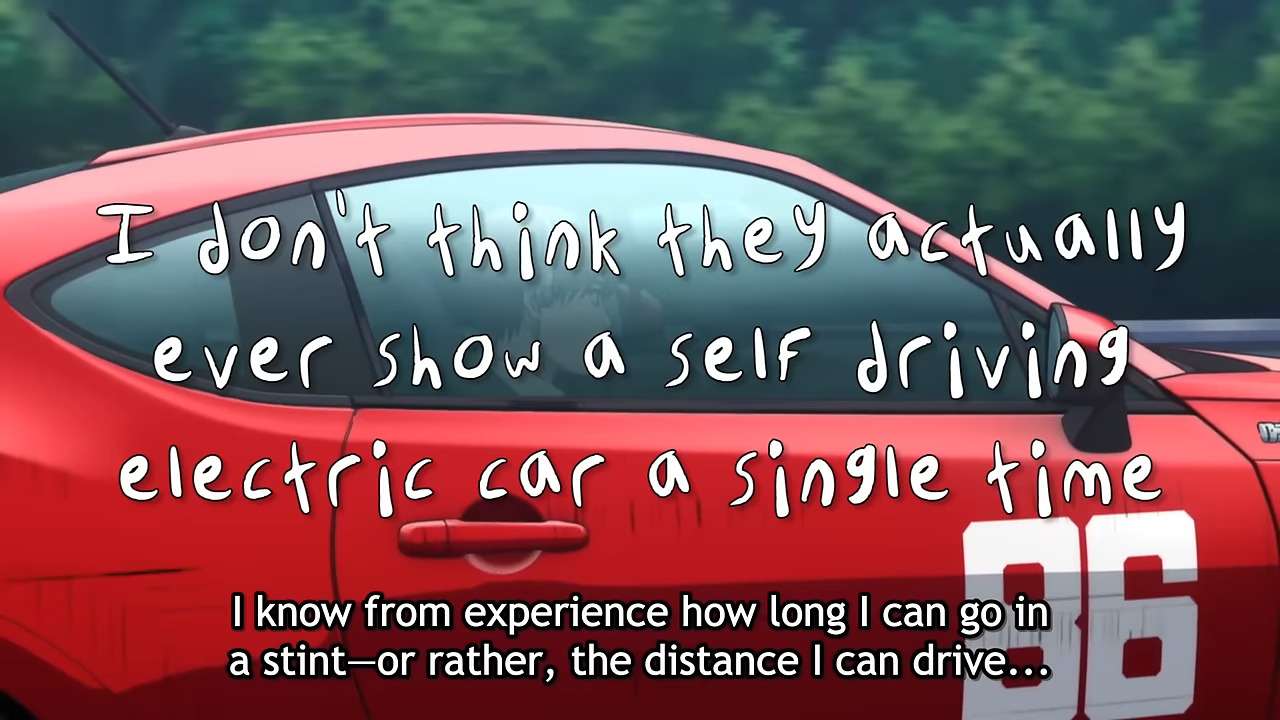 I don't think they actually
ever show a self driving
electric car a single time
86
I know from experience how long I can go in
a stint—or rather, the distance I can drive...